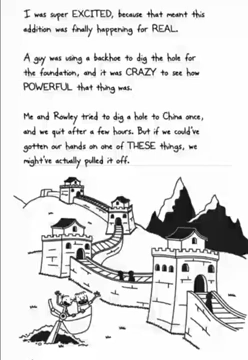 I was super EXCITED, because that meant this
addition was finally happening for REAL.
A guy was using a backhoe to dig the hole for
the foundation, and it was CRAZY to see how
POWERFUL that thing was.
Me and Rowley tried to dig a hole to China once,
and we quit after a few hours. But if we could've
gotten our hands on one of THESE things, we
might've actually pulled it off.